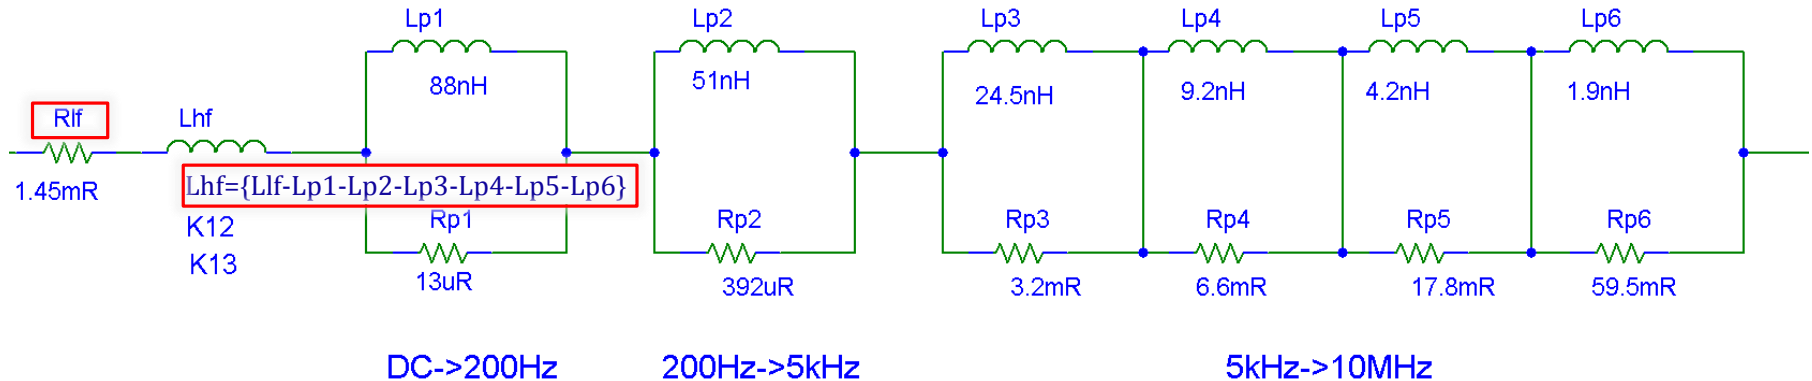 Lp1
Lp2
Lp3
Lp4
Lp5
Lp6
88nH
51nH
24.5nH
9.2nH
4.2nH
1.9nH
Rlf
Lhf
1.45mR
Lhf={Llf-Lp1-Lp2-Lp3-Lp4-Lp5-Lp6}
K12
K13
Rp1
Rp2
Rp3
Rp4
Rp5
Rp6
13uR
392uR
3.2mR
6.6mR
17.8mR
59.5mR
DC->200Hz
200Hz->5kHz
5kHz->10MHz